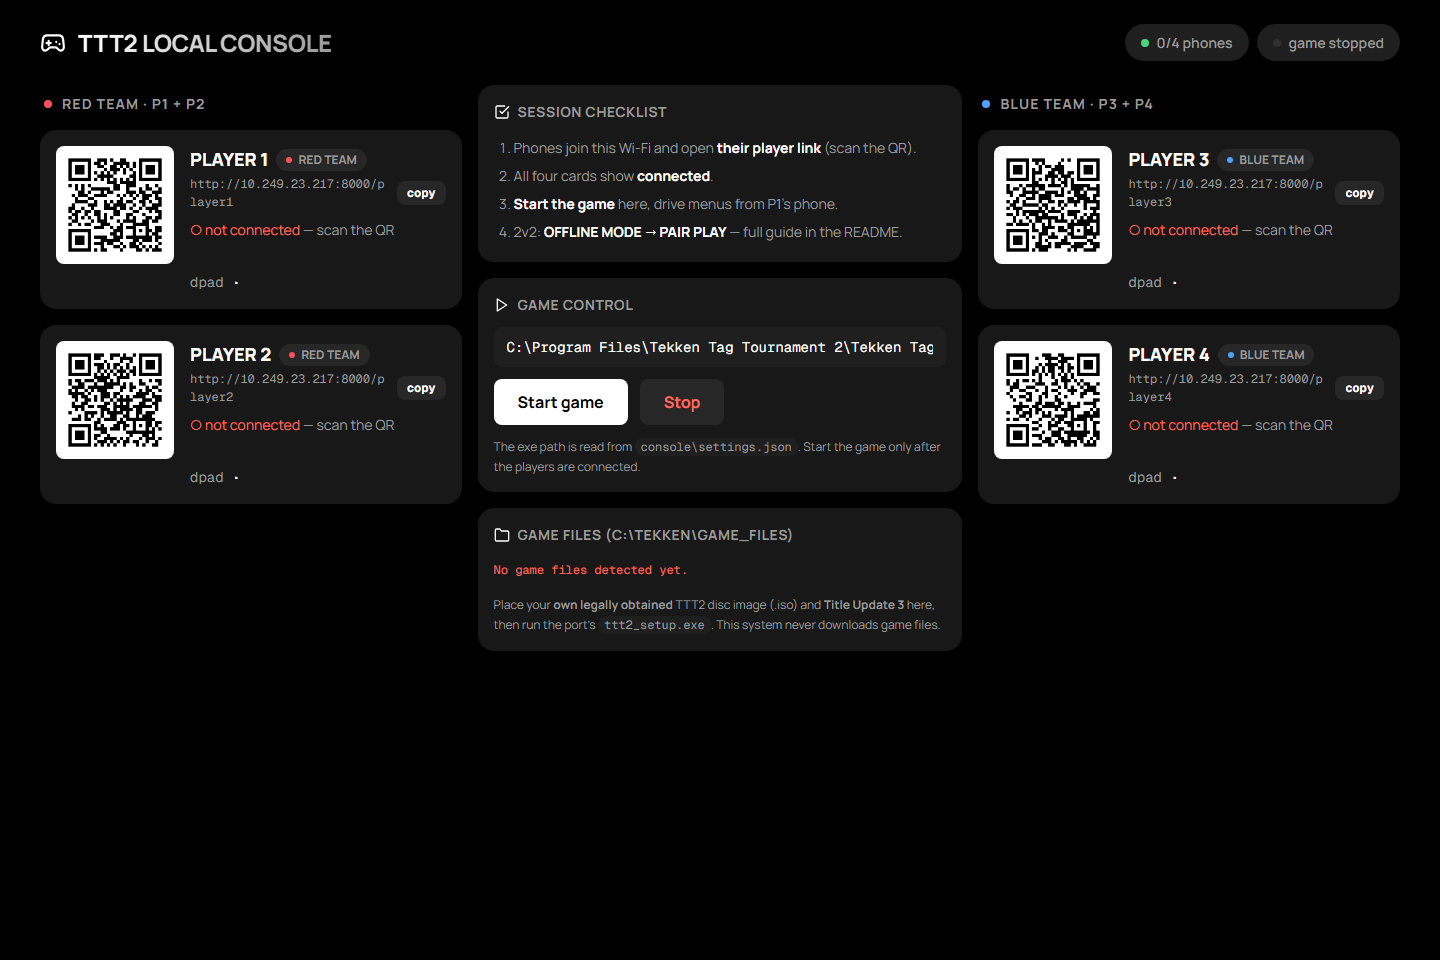 TTT2 LOCAL CONSOLE
0/4 phones
game stopped
RED TEAM · P1 + P2
PLAYER 1
RED TEAM
http://10.249.23.217:8000/p
layer1
copy
not connected — scan the QR
dpad ·
PLAYER 2
RED TEAM
http://10.249.23.217:8000/p
layer2
copy
not connected — scan the QR
dpad ·
SESSION CHECKLIST
1. Phones join this Wi-Fi and open their player link (scan the QR).
2. All four cards show connected.
3. Start the game here, drive menus from P1's phone.
4. 2v2: OFFLINE MODE → PAIR PLAY — full guide in the README.
GAME CONTROL
C:\Program Files\Tekken Tag Tournament 2\Tekken Tag
Start game
Stop
The exe path is read from console\settings.json . Start the game only after
the players are connected.
GAME FILES (C:\TEKKEN\GAME_FILES)
No game files detected yet.
Place your own legally obtained TTT2 disc image (.iso) and Title Update 3 here,
then run the port's ttt2_setup.exe . This system never downloads game files.
BLUE TEAM · P3 + P4
PLAYER 3
BLUE TEAM
http://10.249.23.217:8000/p
layer3
copy
not connected — scan the QR
dpad ·
PLAYER 4
BLUE TEAM
http://10.249.23.217:8000/p
layer4
copy
not connected — scan the QR
dpad ·